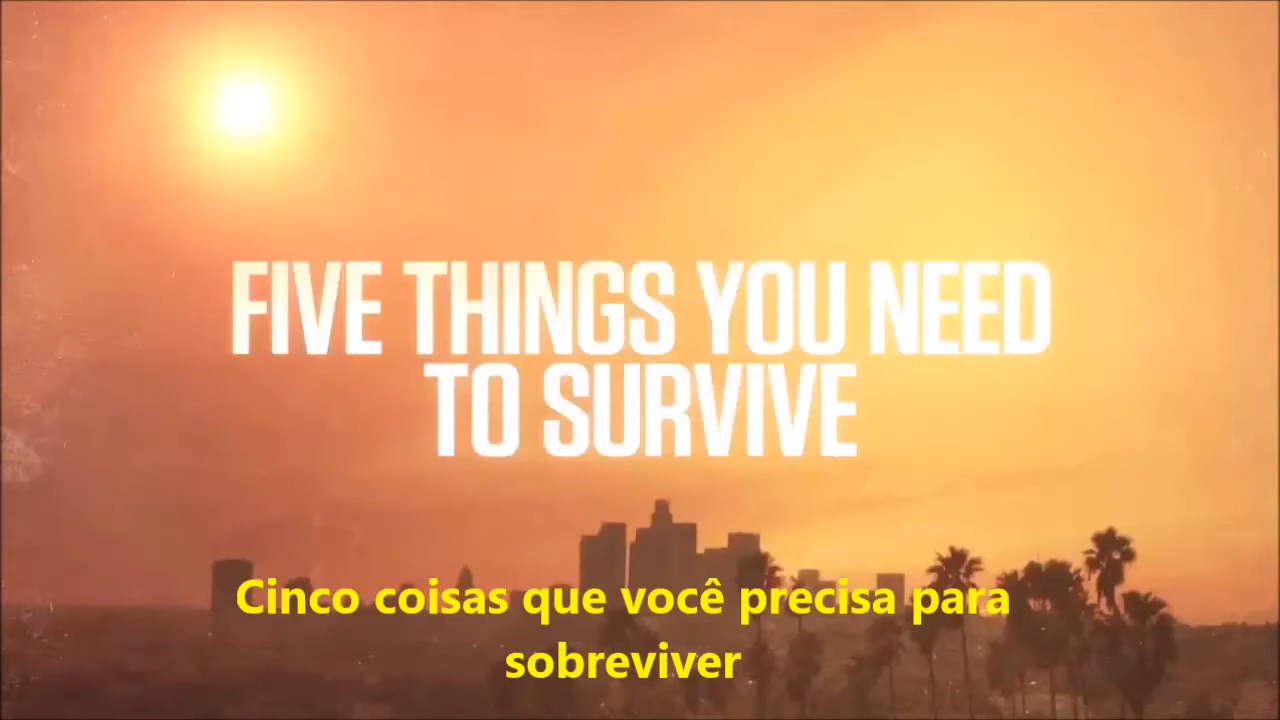 FIVE THINGS YOU NEED
TO SURVIVE
Cinco coisas que você precisa para
sobreviver